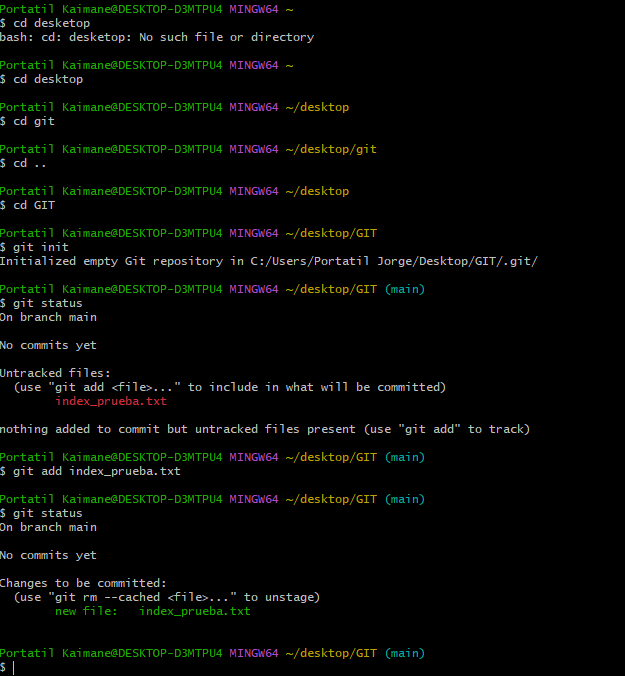 Portatil Kaimane@DESKTOP-D3MTPU4 MINGW64 ~
$ cd desketop
bash: cd: desketop: No such file or directory
Portatil Kaimane@DESKTOP-D3MTPU4 MINGW64 ~
$ cd desktop
Portatil Kaimane@DESKTOP-D3MTPU4 MINGW64 ~/desktop
$ cd git
Portatil Kaimane@DESKTOP-D3MTPU4 MINGW64 ~/desktop/git
$ cd ..
Portatil Kaimane@DESKTOP-D3MTPU4 MINGW64 ~/desktop
$ cd GIT
Portatil Kaimane@DESKTOP-D3MTPU4 MINGW64 ~/desktop/GIT
$ git init
Initialized empty Git repository in C:/Users/Portatil Jorge/Desktop/GIT/.git/
Portatil Kaimane@DESKTOP-D3MTPU4 MINGW64 ~/desktop/GIT (main)
$ git status
On branch main
No commits yet
Untracked files:
(use "git add <file>..." to include in what will be committed)
index_prueba.txt
nothing added to commit but untracked files present (use "git add" to track)
Portatil Kaimane@DESKTOP-D3MTPU4 MINGW64 ~/desktop/GIT (main)
$ git add index_prueba.txt
Portatil Kaimane@DESKTOP-D3MTPU4 MINGW64 ~/desktop/GIT (main)
$ git status
On branch main
No commits yet
Changes to be committed:
(use "git rm --cached <file>..." to unstage)
new file:   index_prueba.txt
Portatil Kaimane@DESKTOP-D3MTPU4 MINGW64 ~/desktop/GIT (main)
$